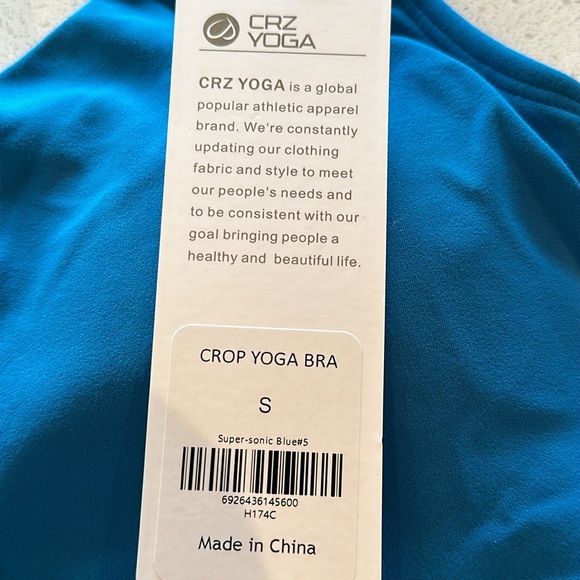 CRZ
YOGA
CRZ YOGA is a global
popular athletic apparel
brand. We're constantly
updating our clothing
fabric and style to meet
our people's needs and
to be consistent with our
goal bringing people a
healthy and beautiful life.
CROP YOGA BRA
S
Super-sonic Blue#5
6926436145600
H174C
Made in China